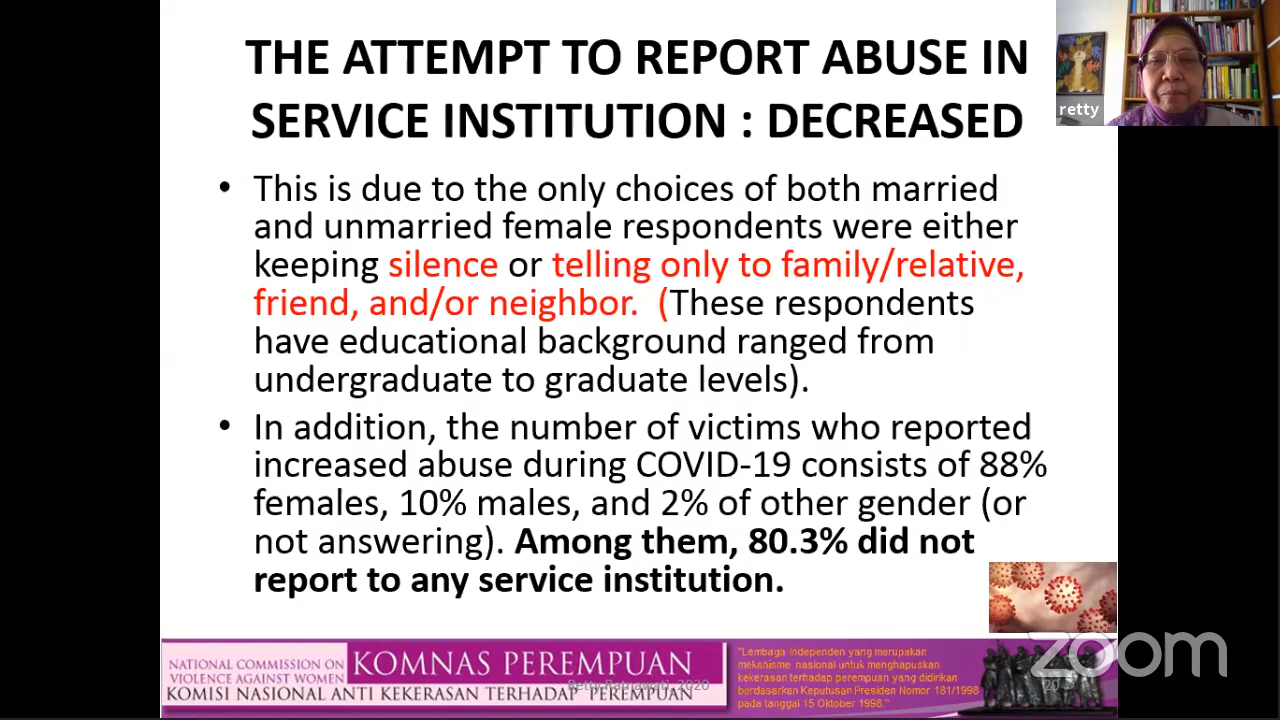 THE ATTEMPT TO REPORT ABUSE IN
SERVICE INSTITUTION : DECREASED
retty
• This is due to the only choices of both married
and unmarried female respondents were either
keeping silence or telling only to family/relative,
friend, and/or neighbor. (These respondents
have educational background ranged from
undergraduate to graduate levels).
• In addition, the number of victims who reported
increased abuse during COVID-19 consists of 88%
females, 10% males, and 2% of other gender (or
not answering). Among them, 80.3% did not
report to any service institution.
NATIONAL COMMISSION ON
VIOLENCE AGAINST WOMEN
KOMNAS PEREMPUAN
KOMISI NASIONAL ANTI KEKERASAN TERHADAP PEREMPUAN
Retty Ratnawati, 2020
"Lembaga independen yang merupakan
mekanisme nasional untuk menghapuskan
kekerasan terhadap perempuan yang didirikan
berdasarkan Keputusan Presiden Nomor 181/1998
pada tanggal 15 Oktober 1998."
20
zoom